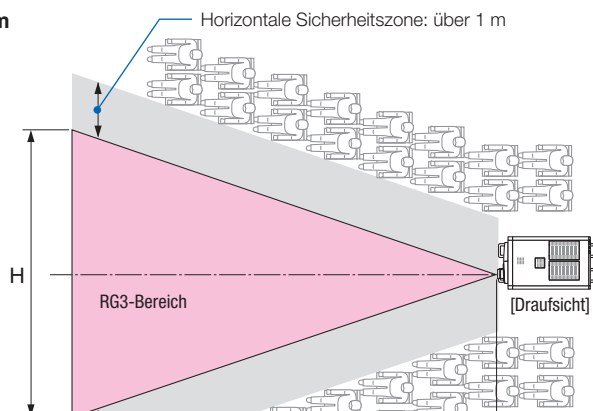 m
Horizontale Sicherheitszone: über 1 m
H
RG3-Bereich
[Draufsicht]